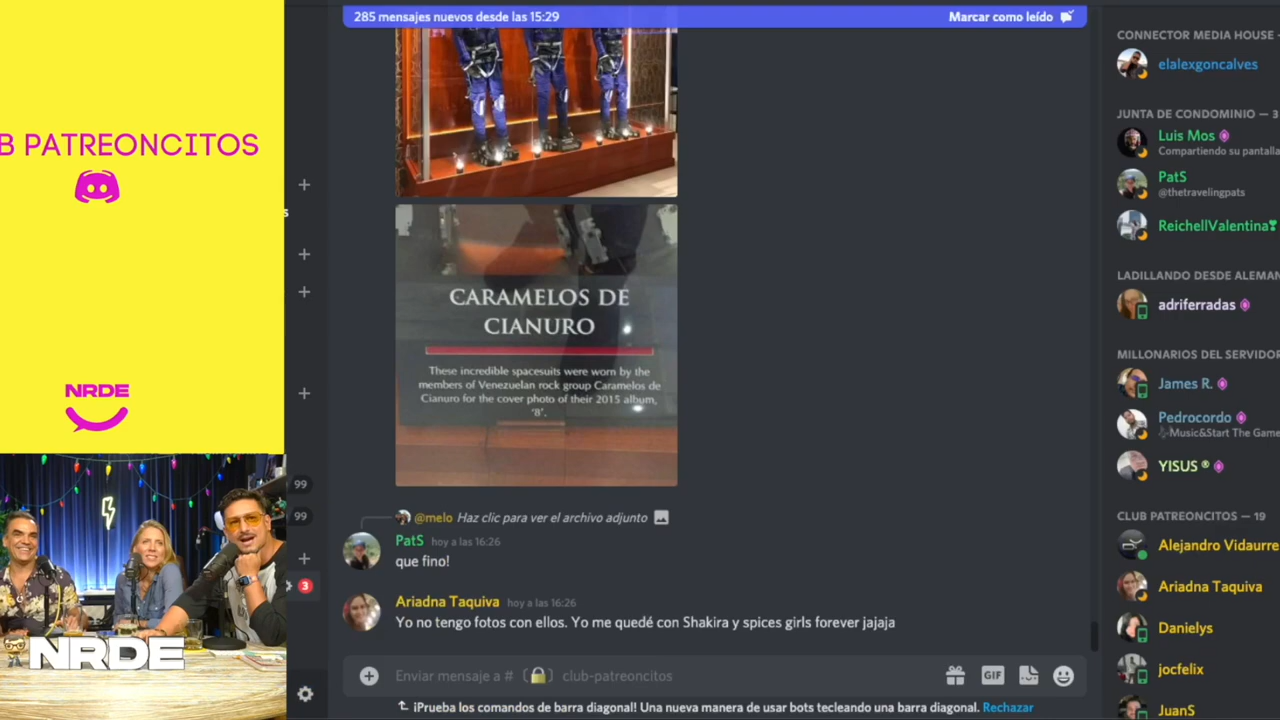 285 mensajes nuevos desde las 15:29
Marcar como leído
B PATREONCITOS
NRDE
NRDE
s
99
99
3
CARAMELOS DE
CIANURO
These incredible spacesuits were worn by the
members of Venezuelan rock group Caramelos de
Cianuro for the cover photo of their 2015 album,
'8'.
@melo Haz clic para ver el archivo adjunto
PatS hoy a las 16:26
que fino!
Ariadna Taquiva hoy a las 16:26
Yo no tengo fotos con ellos. Yo me quedé con Shakira y spices girls forever jajaja
Enviar mensaje a # club-patreoncitos
GIF
¡Prueba los comandos de barra diagonal! Una nueva manera de usar bots tecleando una barra diagonal. Rechazar
CONNECTOR MEDIA HOUSE -
elalexgoncalves
JUNTA DE CONDOMINIO — 3
Luis Mos
Compartiendo su pantalla
PatS
@thetravelingpats
ReichellValentina
LADILLANDO DESDE ALEMAN
adriferradas
MILLONARIOS DEL SERVIDOR
James R.
Pedrocordo
Music&Start The Game
YISUS ®
CLUB PATREONCITOS — 19
Alejandro Vidaurre
Ariadna Taquiva
Danielys
jocfelix
JuanS